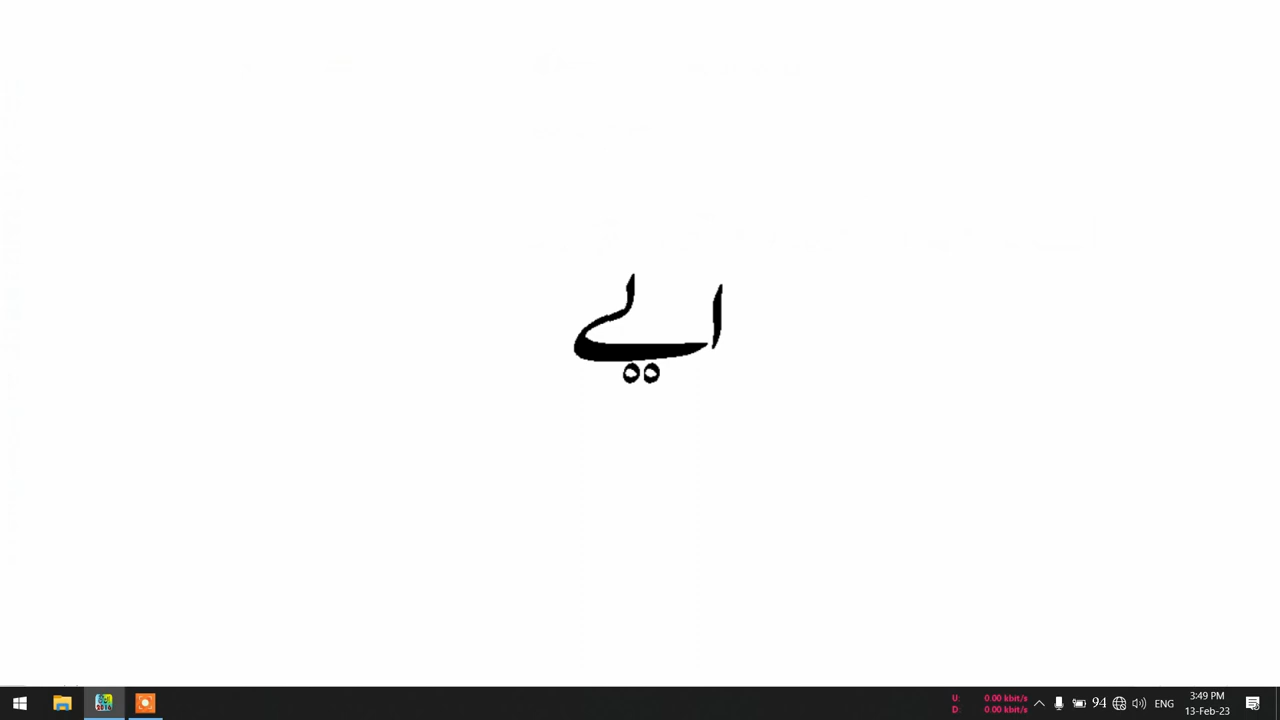 ایے
U: 0.00 kbit/s
D: 0.00 kbit/s
94
ENG
3:49 PM
13-Feb-23